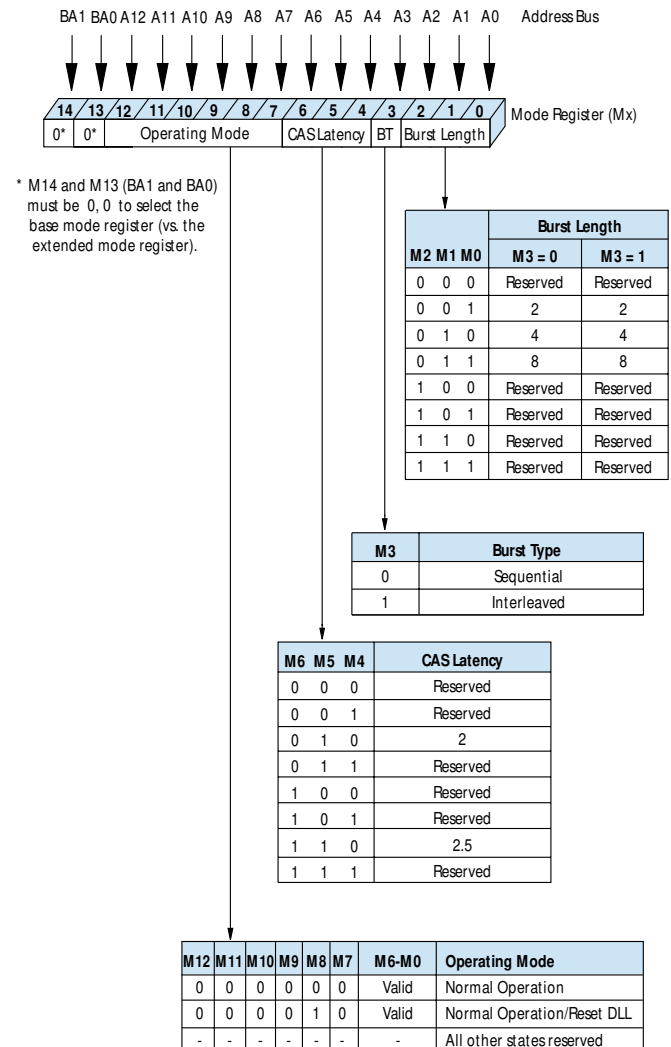 BA1 BA0 A12 A11 A10 A9 A8 A7 A6 A5 A4 A3 A2 A1 A0 Address Bus
14 13 12 11 10 9 8 7 6 5 4 3 2 1 0 Mode Register (Mx)
0* 0* Operating Mode CAS Latency BT Burst Length
* M14 and M13 (BA1 and BA0)
must be 0, 0 to select the
base mode register (vs. the
extended mode register).
Burst Length
M2 M1 M0 M3 = 0 M3 = 1
0 0 0 Reserved Reserved
0 0 1 2 2
0 1 0 4 4
0 1 1 8 8
1 0 0 Reserved Reserved
1 0 1 Reserved Reserved
1 1 0 Reserved Reserved
1 1 1 Reserved Reserved
M3 Burst Type
0 Sequential
1 Interleaved
M6 M5 M4 CAS Latency
0 0 0 Reserved
0 0 1 Reserved
0 1 0 2
0 1 1 Reserved
1 0 0 Reserved
1 0 1 Reserved
1 1 0 2.5
1 1 1 Reserved
M12 M11 M10 M9 M8 M7 M6-M0 Operating Mode
0 0 0 0 0 0 Valid Normal Operation
0 0 0 0 1 0 Valid Normal Operation/Reset DLL
- - - - - - - All other states reserved